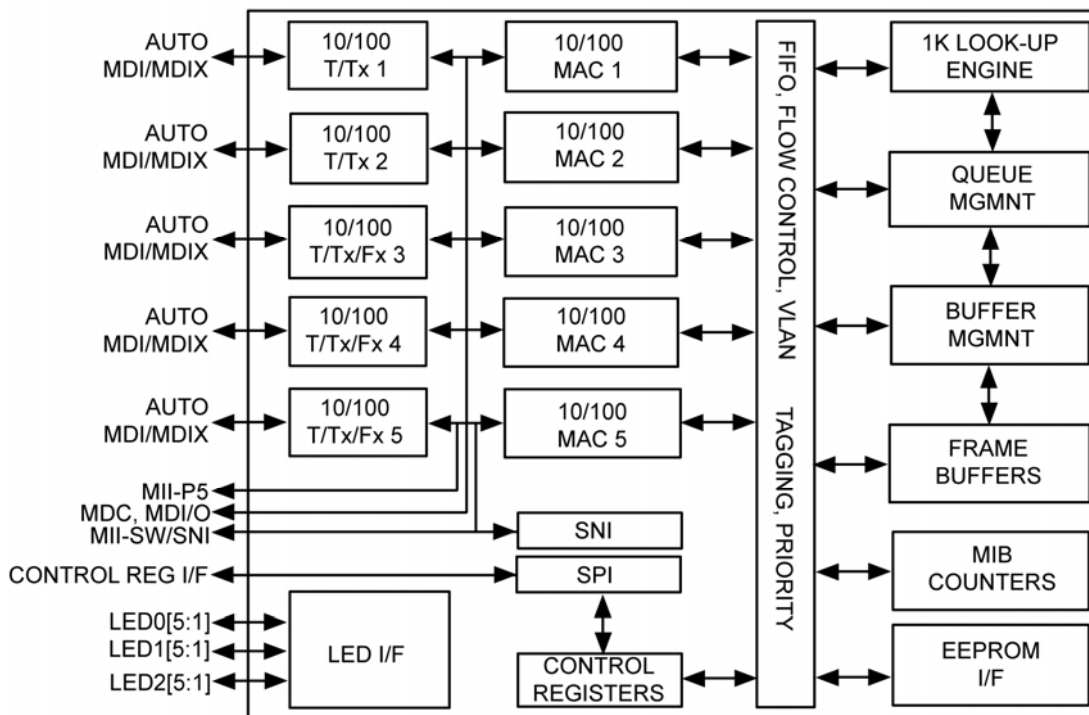 AUTO
MDI/MDIX
10/100
T/Tx 1
10/100
MAC 1
1K LOOK-UP
ENGINE
AUTO
MDI/MDIX
10/100
T/Tx 2
10/100
MAC 2
QUEUE
MGMNT
AUTO
MDI/MDIX
10/100
T/Tx/Fx 3
10/100
MAC 3
AUTO
MDI/MDIX
10/100
T/Tx/Fx 4
10/100
MAC 4
BUFFER
MGMNT
AUTO
MDI/MDIX
10/100
T/Tx/Fx 5
10/100
MAC 5
FRAME
BUFFERS
FIFO, FLOW CONTROL, VLAN TAGGING, PRIORITY
MII-P5
MDC, MDI/O
MII-SW/SNI
SNI
CONTROL REG I/F
SPI
MIB
COUNTERS
LED0[5:1]
LED1[5:1]
LED2[5:1]
LED I/F
CONTROL
REGISTERS
EEPROM
I/F